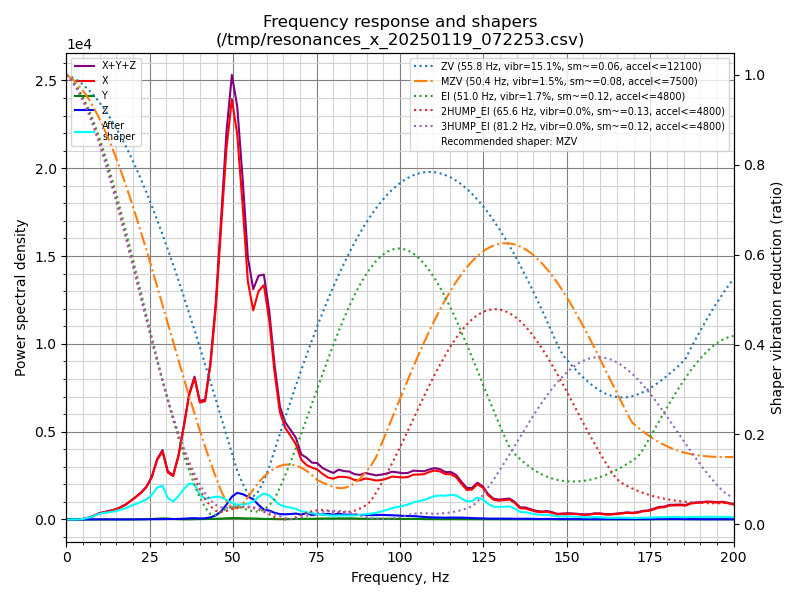 Frequency response and shapers
(/tmp/resonances_x_20250119_072253.csv)
1e4
X+Y+Z
X
Y
Z
After
shaper
ZV (55.8 Hz, vibr=15.1%, sm~=0.06, accel<=12100)
MZV (50.4 Hz, vibr=1.5%, sm~=0.08, accel<=7500)
EI (51.0 Hz, vibr=1.7%, sm~=0.12, accel<=4800)
2HUMP_EI (65.6 Hz, vibr=0.0%, sm~=0.13, accel<=4800)
3HUMP_EI (81.2 Hz, vibr=0.0%, sm~=0.12, accel<=4800)
Recommended shaper: MZV
Power spectral density
2.5
2.0
1.5
1.0
0.5
0.0
1.0
0.8
0.6
0.4
0.2
0.0
Shaper vibration reduction (ratio)
0 25 50 75 100 125 150 175 200
Frequency, Hz